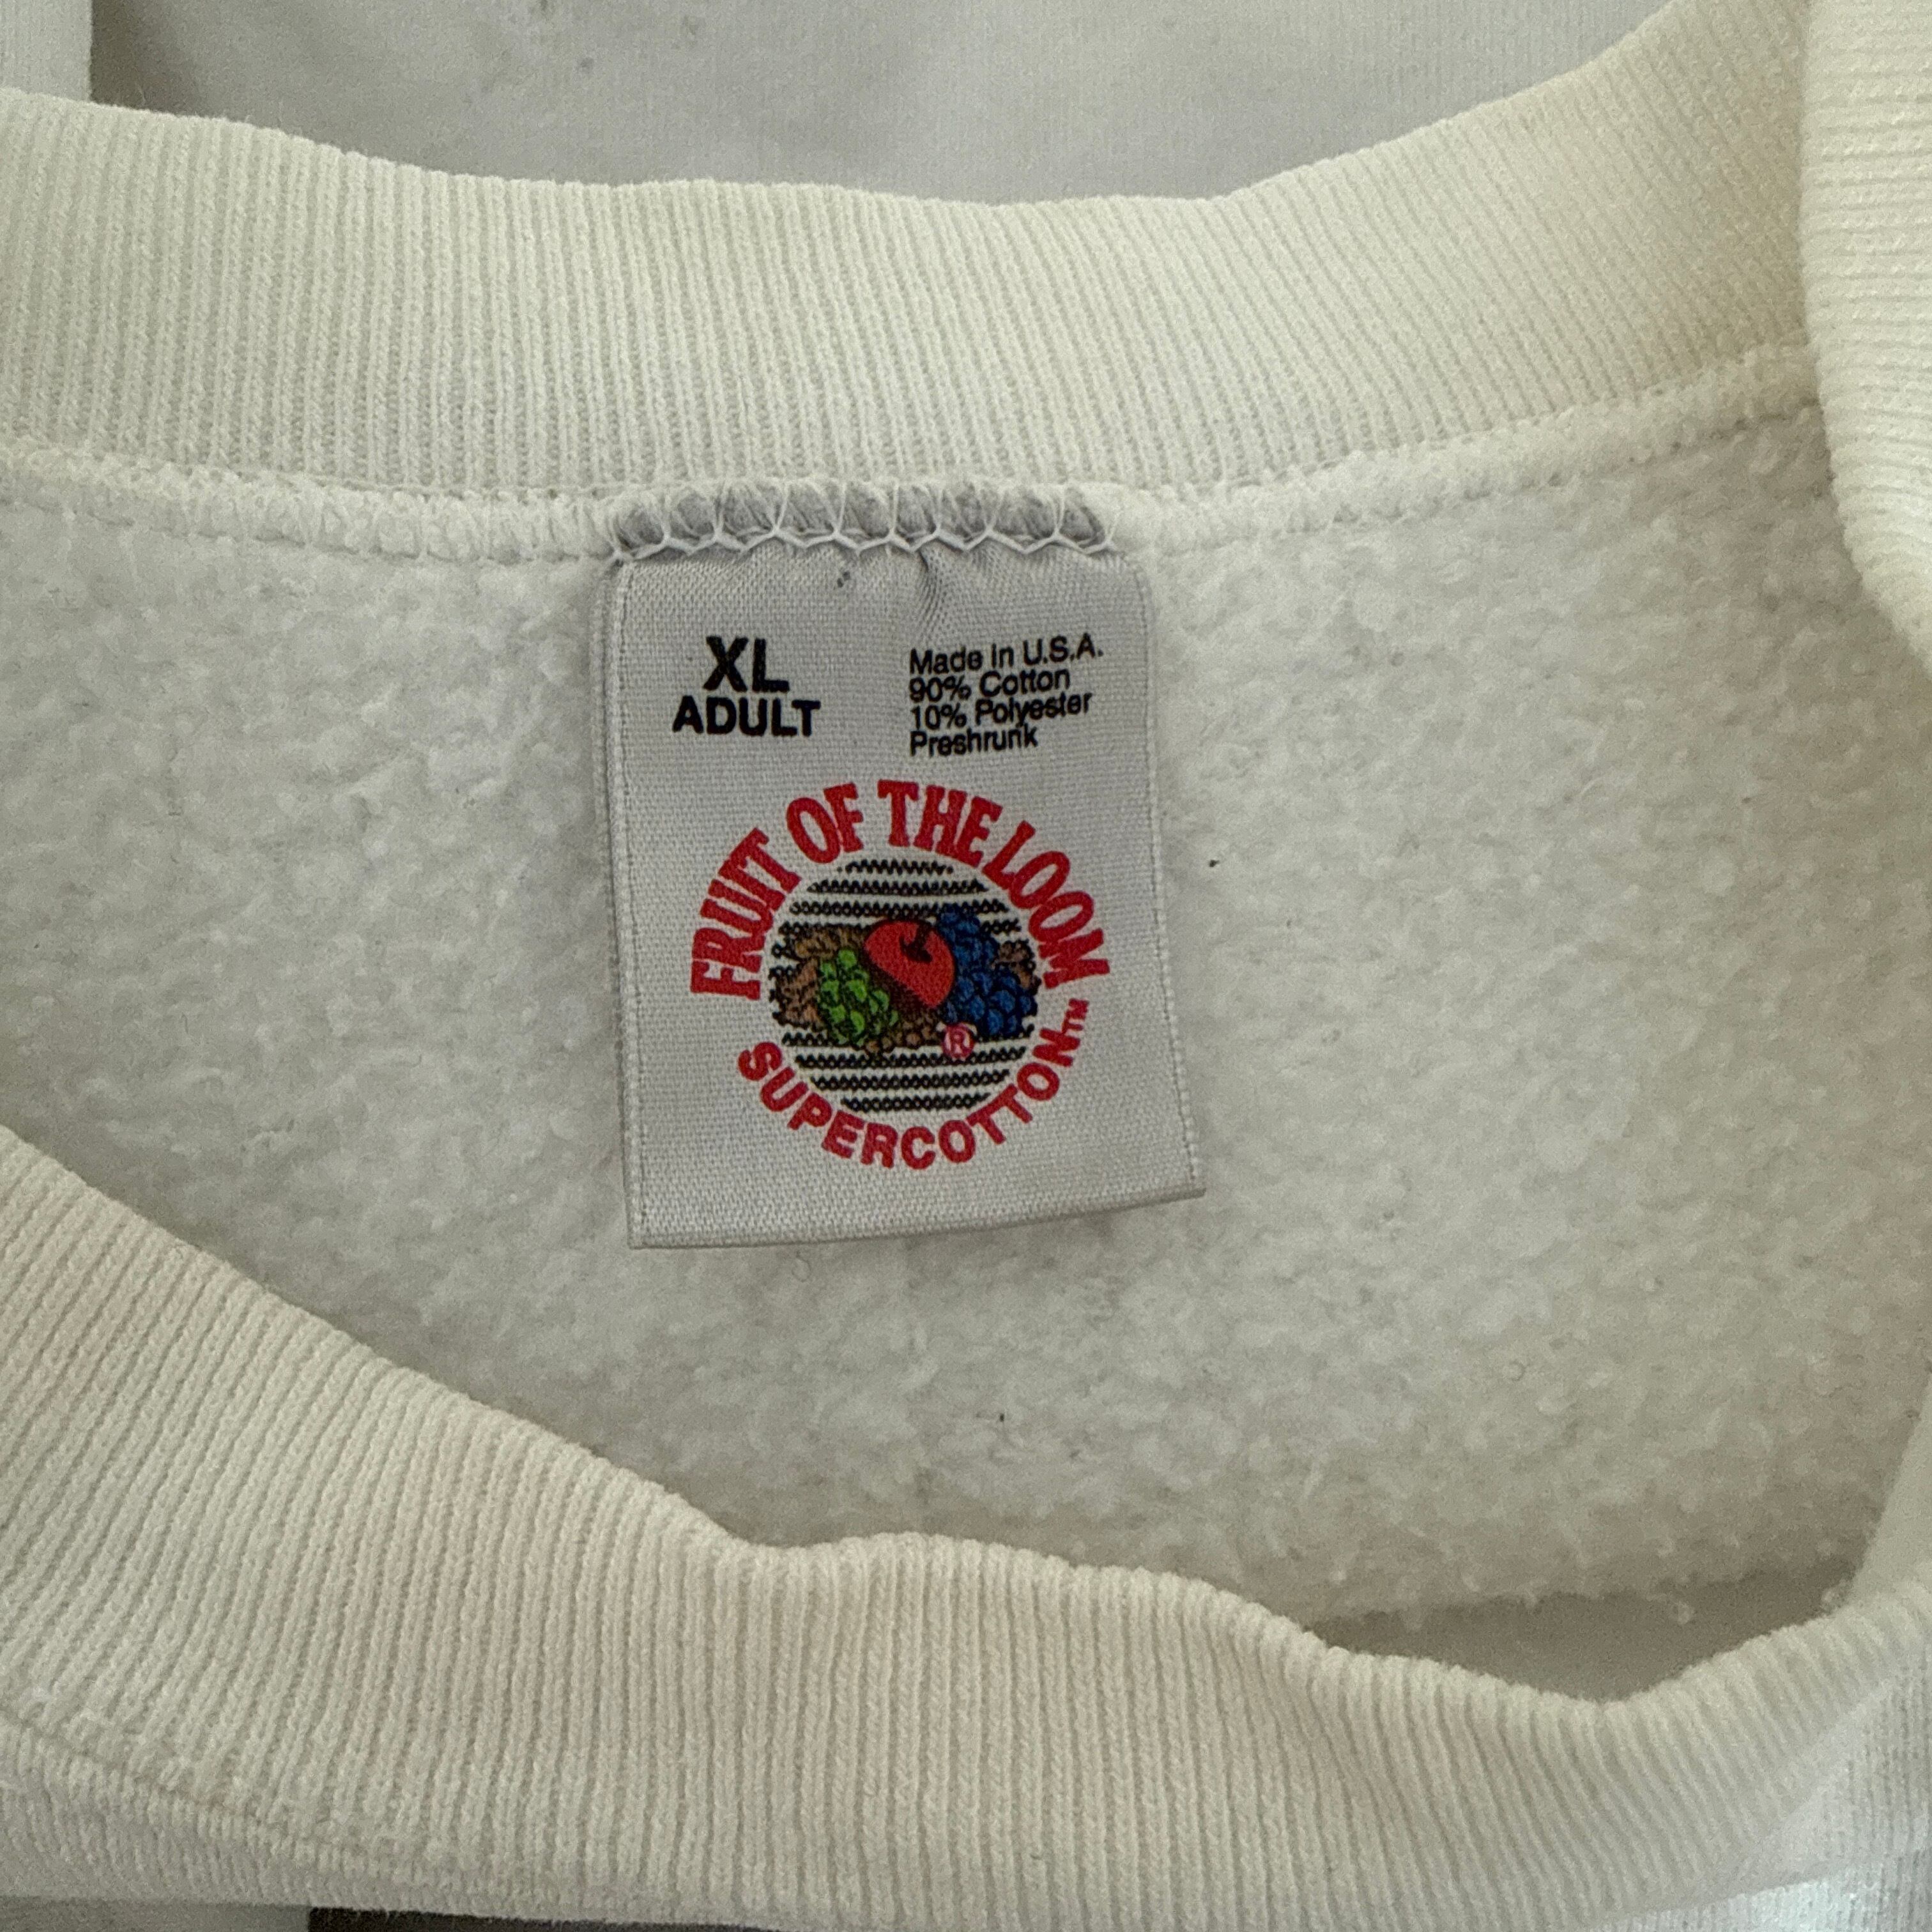 XL
ADULT
Made in U.S.A.
90% Cotton
10% Polyester
Preshrunk
FRUIT OF THE LOOM
®
SUPERCOTTON™